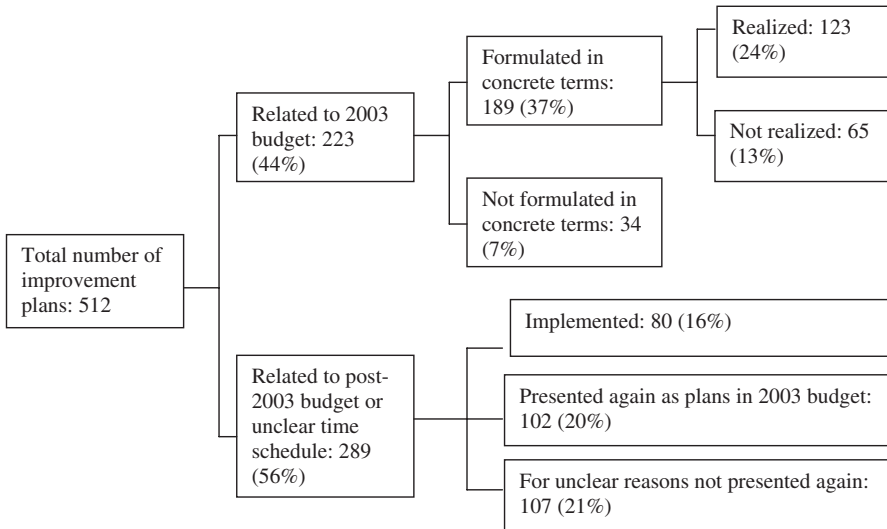 Total number of
improvement
plans: 512
Related to 2003
budget: 223
(44%)
Formulated in
concrete terms:
189 (37%)
Realized: 123
(24%)
Not realized: 65
(13%)
Not formulated in
concrete terms: 34
(7%)
Related to post-
2003 budget or
unclear time
schedule: 289
(56%)
Implemented: 80 (16%)
Presented again as plans in 2003 budget:
102 (20%)
For unclear reasons not presented again:
107 (21%)